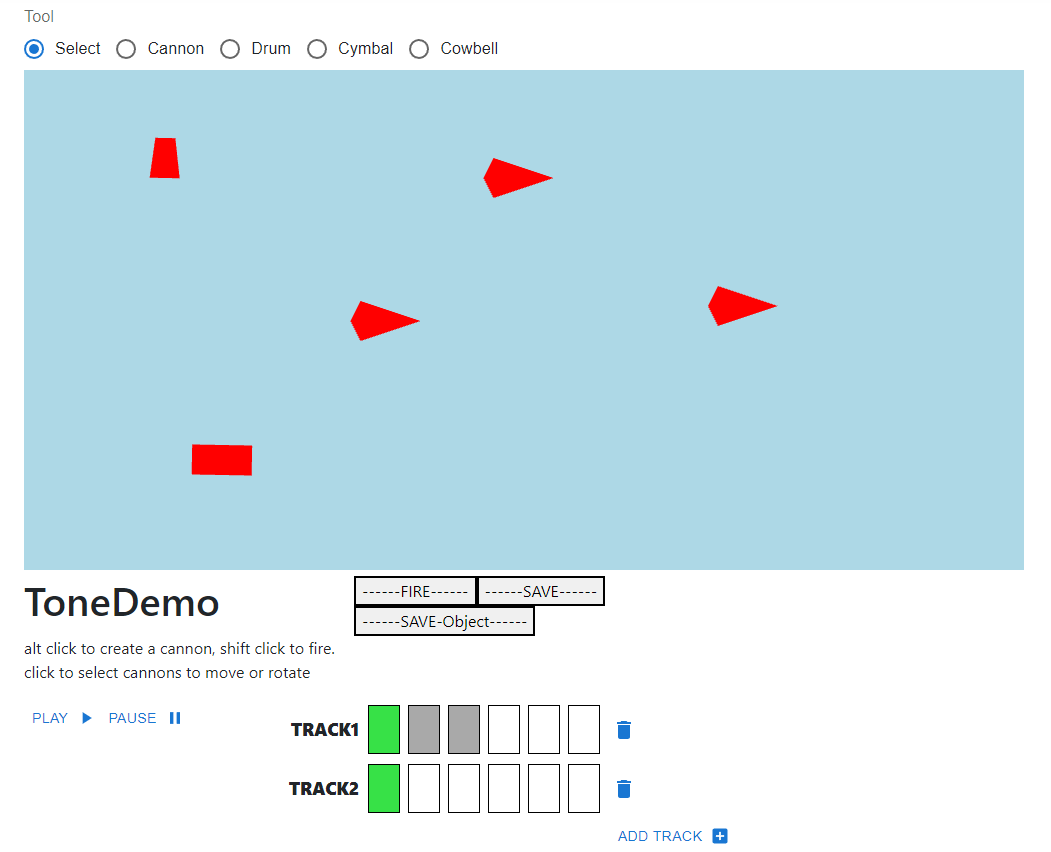 Tool
Select Cannon Drum Cymbal Cowbell
ToneDemo
------FIRE------ ------SAVE------
------SAVE-Object------
alt click to create a cannon, shift click to fire.
click to select cannons to move or rotate
PLAY PAUSE
TRACK1
TRACK2
ADD TRACK